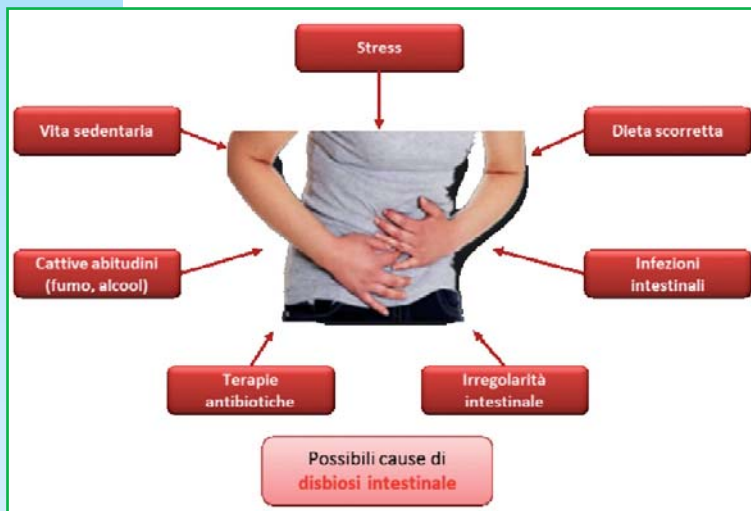 Stress
Vita sedentaria
Dieta scorretta
Cattive abitudini
(fumo, alcool)
Infezioni
intestinali
Terapie
antibiotiche
Irregolarità
intestinale
Possibili cause di
disbiosi intestinale